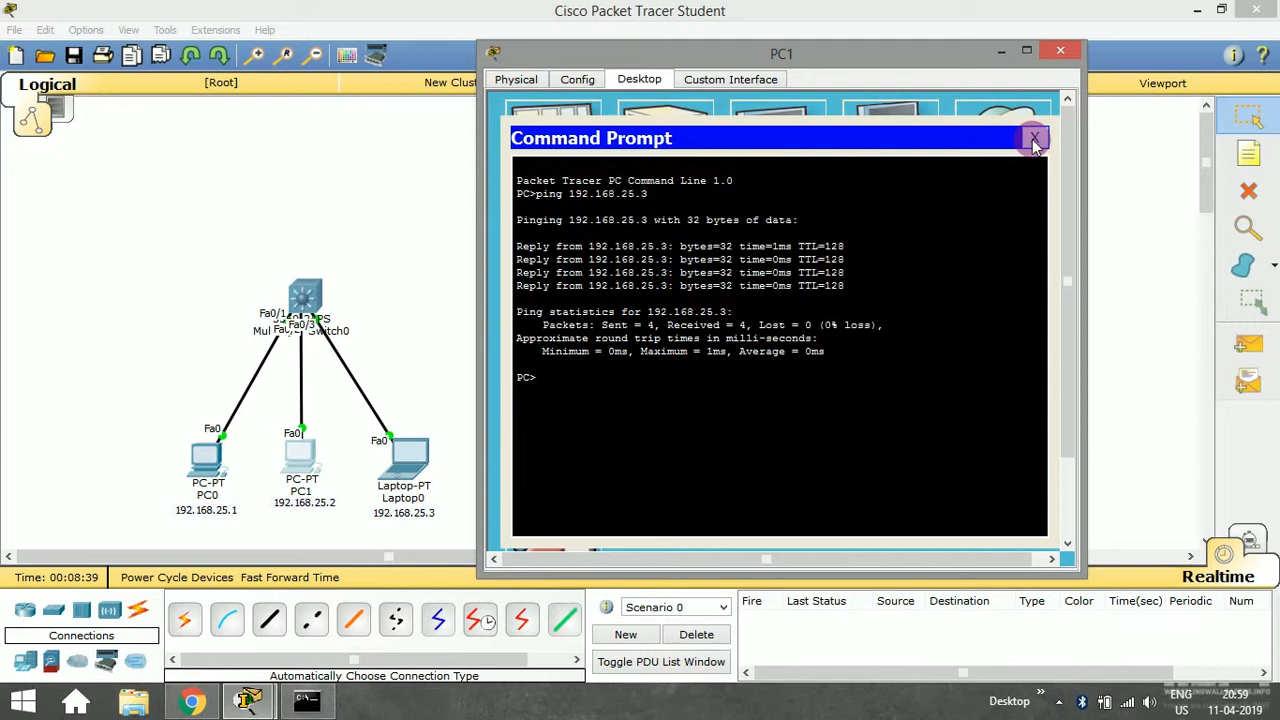 Cisco Packet Tracer Student
File Edit Options View Tools Extensions Help
PC1
Logical
[Root]
New Clust
Viewport
Physical Config Desktop Custom Interface
Command Prompt
X
Packet Tracer PC Command Line 1.0
PC>ping 192.168.25.3
Pinging 192.168.25.3 with 32 bytes of data:
Reply from 192.168.25.3: bytes=32 time=1ms TTL=128
Reply from 192.168.25.3: bytes=32 time=0ms TTL=128
Reply from 192.168.25.3: bytes=32 time=0ms TTL=128
Reply from 192.168.25.3: bytes=32 time=0ms TTL=128
Ping statistics for 192.168.25.3:
Packets: Sent = 4, Received = 4, Lost = 0 (0% loss),
Approximate round trip times in milli-seconds:
Minimum = 0ms, Maximum = 1ms, Average = 0ms
PC>
Fa0/1
Fa0/3
Fa0
PC-PT
PC0
192.168.25.1
Fa0
PC-PT
PC1
192.168.25.2
Fa0
Laptop-PT
Laptop0
192.168.25.3
Time: 00:08:39
Power Cycle Devices Fast Forward Time
Realtime
Connections
Automatically Choose Connection Type
Scenario 0
New
Delete
Toggle PDU List Window
Fire Last Status Source Destination Type Color Time(sec) Periodic Num
Desktop
ENG
US
20:59
11-04-2019